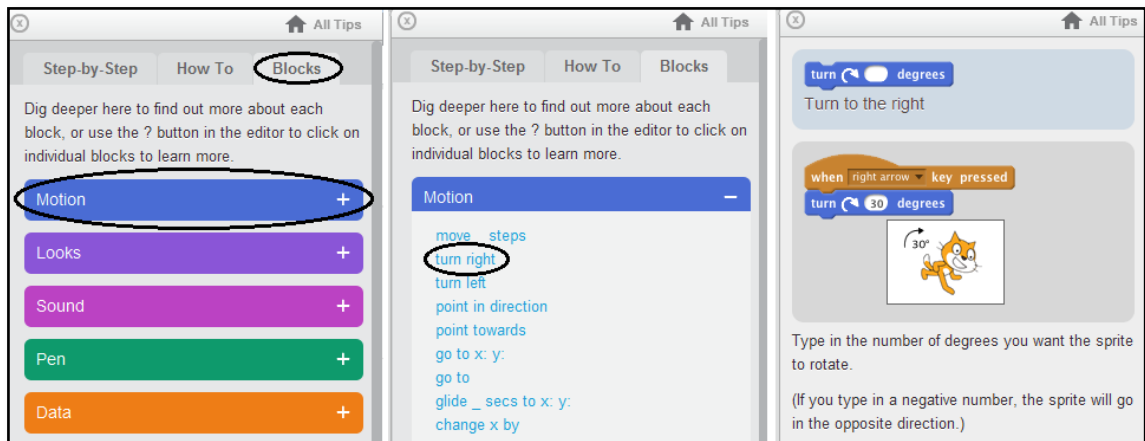 All Tips
Step-by-Step How To Blocks
Dig deeper here to find out more about each
block, or use the ? button in the editor to click on
individual blocks to learn more.
Motion +
Looks +
Sound +
Pen +
Data +
All Tips
Step-by-Step How To Blocks
Dig deeper here to find out more about each
block, or use the ? button in the editor to click on
individual blocks to learn more.
Motion –
move _ steps
turn right
turn left
point in direction
point towards
go to x: y:
go to
glide _ secs to x: y:
change x by
All Tips
turn degrees
Turn to the right
when right arrow key pressed
turn 30 degrees
30°
Type in the number of degrees you want the sprite
to rotate.
(If you type in a negative number, the sprite will go
in the opposite direction.)